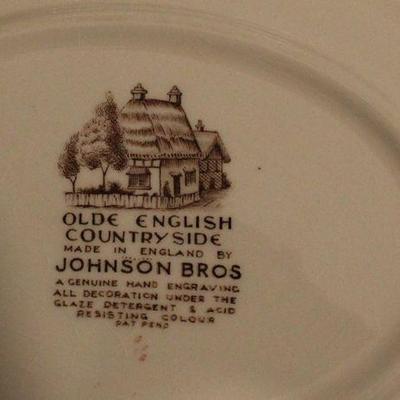 OLDE ENGLISH
COUNTRYSIDE
MADE IN ENGLAND BY
JOHNSON BROS
A GENUINE HAND ENGRAVING
ALL DECORATION UNDER THE
GLAZE DETERGENT & ACID
RESISTING COLOUR
PAT PEND